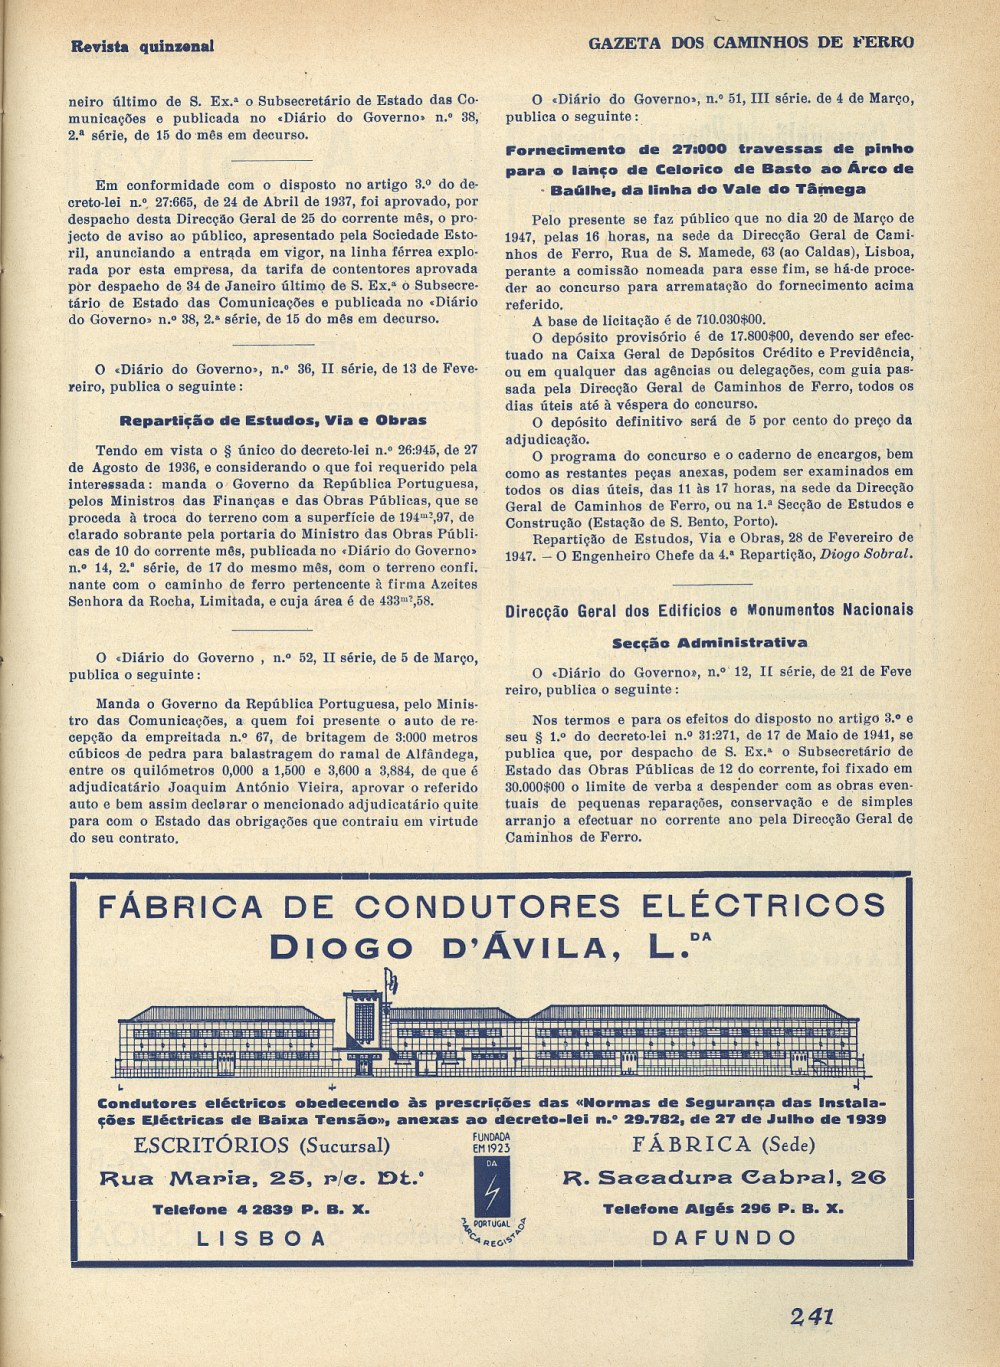 Revista quinzenal
GAZETA DOS CAMINHOS DE FERRO
neiro último de S. Ex.ª o Subsecretário de Estado das Co-
municações e publicada no «Diário do Governo» n.º 38,
2.ª série, de 15 do mês em decurso.
Em conformidade com o disposto no artigo 3.º do de-
creto-lei n.º 27:665, de 24 de Abril de 1937, foi aprovado, por
despacho desta Direcção Geral de 25 do corrente mês, o pro-
jecto de aviso ao público, apresentado pela Sociedade Esto-
ril, anunciando a entrada em vigor, na linha férrea explo-
rada por esta empresa, da tarifa de contentores aprovada
por despacho de 34 de Janeiro último de S. Ex.ª o Subsecre-
tário de Estado das Comunicações e publicada no «Diário
do Governo» n.º 38, 2.ª série, de 15 do mês em decurso.
O «Diário do Governo», n.º 36, II série, de 13 de Feve-
reiro, publica o seguinte:
Repartição de Estudos, Via e Obras
Tendo em vista o § único do decreto-lei n.º 26:945, de 27
de Agosto de 1936, e considerando o que foi requerido pela
interessada: manda o Governo da República Portuguesa,
pelos Ministros das Finanças e das Obras Públicas, que se
proceda à troca do terreno com a superfície de 194m²,97, de
clarado sobrante pela portaria do Ministro das Obras Públi-
cas de 10 do corrente mês, publicada no «Diário do Governo»
n.º 14, 2.ª série, de 17 do mesmo mês, com o terreno confi.
nante com o caminho de ferro pertencente à firma Azeites
Senhora da Rocha, Limitada, e cuja área é de 433m²,58.
O «Diário do Governo , n.º 52, II série, de 5 de Março,
publica o seguinte:
Manda o Governo da República Portuguesa, pelo Minis-
tro das Comunicações, a quem foi presente o auto de re-
cepção da empreitada n.º 67, de britagem de 3:000 metros
cúbicos de pedra para balastragem do ramal de Alfândega,
entre os quilómetros 0,000 a 1,500 e 3,600 a 3,884, de que é
adjudicatário Joaquim António Vieira, aprovar o referido
auto e bem assim declarar o mencionado adjudicatário quite
para com o Estado das obrigações que contraiu em virtude
do seu contrato.
O «Diário do Governo», n.º 51, III série. de 4 de Março,
publica o seguinte:
Fornecimento de 27:000 travessas de pinho
para o lanço de Celorico de Basto ao Árco de
Baúlhe, da linha do Vale do Tâmega
Pelo presente se faz público que no dia 20 de Março de
1947, pelas 16 horas, na sede da Direcção Geral de Cami-
nhos de Ferro, Rua de S. Mamede, 63 (ao Caldas), Lisboa,
perante a comissão nomeada para esse fim, se há-de proce-
der ao concurso para arrematação do fornecimento acima
referido.
A base de licitação é de 710.030$00.
O depósito provisório é de 17.800$00, devendo ser efec-
tuado na Caixa Geral de Depósitos Crédito e Previdência,
ou em qualquer das agências ou delegações, com guia pas-
sada pela Direcção Geral de Caminhos de Ferro, todos os
dias úteis até à véspera do concurso.
O depósito definitivo será de 5 por cento do preço da
adjudicação.
O programa do concurso e o caderno de encargos, bem
como as restantes peças anexas, podem ser examinados em
todos os dias úteis, das 11 às 17 horas, na sede da Direcção
Geral de Caminhos de Ferro, ou na 1.ª Secção de Estudos e
Construção (Estação de S. Bento, Porto).
Repartição de Estudos, Via e Obras, 28 de Fevereiro de
1947. — O Engenheiro Chefe da 4.ª Repartição, Diogo Sobral.
Direcção Geral dos Edifícios e Monumentos Nacionais
Secção Administrativa
O «Diário do Governo», n.º 12, II série, de 21 de Feve
reiro, publica o seguinte:
Nos termos e para os efeitos do disposto no artigo 3.º e
seu § 1.º do decreto-lei n.º 31:271, de 17 de Maio de 1941, se
publica que, por despacho de S. Ex.ª o Subsecretário de
Estado das Obras Públicas de 12 do corrente, foi fixado em
30.000$00 o limite de verba a despender com as obras even-
tuais de pequenas reparações, conservação e de simples
arranjo a efectuar no corrente ano pela Direcção Geral de
Caminhos de Ferro.
FÁBRICA DE CONDUTORES ELÉCTRICOS
DIOGO D'ÁVILA, L.DA
Condutores eléctricos obedecendo às prescrições das «Normas de Segurança das Instala-
ções Eléctricas de Baixa Tensão», anexas ao decreto-lei n.º 29.782, de 27 de Julho de 1939
ESCRITÓRIOS (Sucursal)
Rua Maria, 25, r/c. Dt.º
Telefone 4 2839 P. B. X.
LISBOA
FUNDADA
EM 1923
DA
PORTUGAL
MARCA REGISTADA
FÁBRICA (Sede)
R. Sacadura Cabral, 26
Telefone Algés 296 P. B. X.
DAFUNDO
241